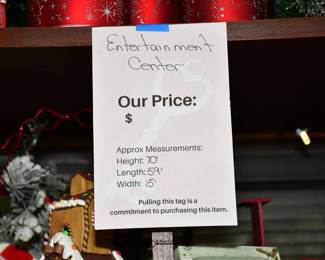 Entertainment
Center
Our Price:
$
Approx Measurements:
Height: 70"
Length: 59"
Width: 15"
Pulling this tag is a
commitment to purchasing this item.